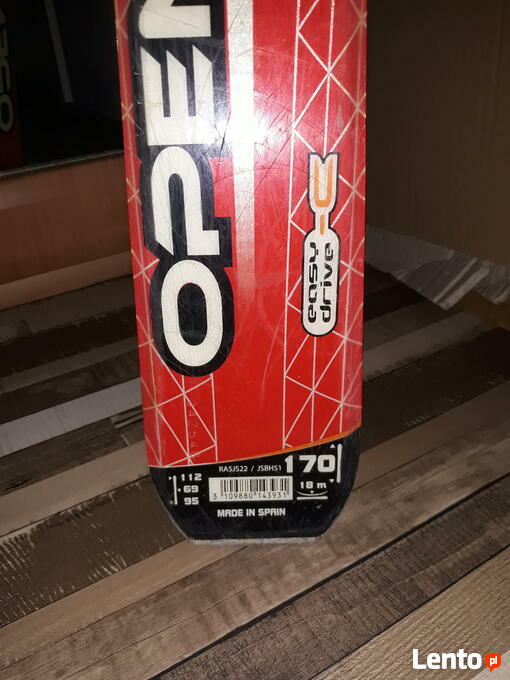 OPEN
easy
drive
RASJS22 / JSBHS1
170
112
69
95
3 109880 143931
18 m
MADE IN SPAIN
Lento.pl